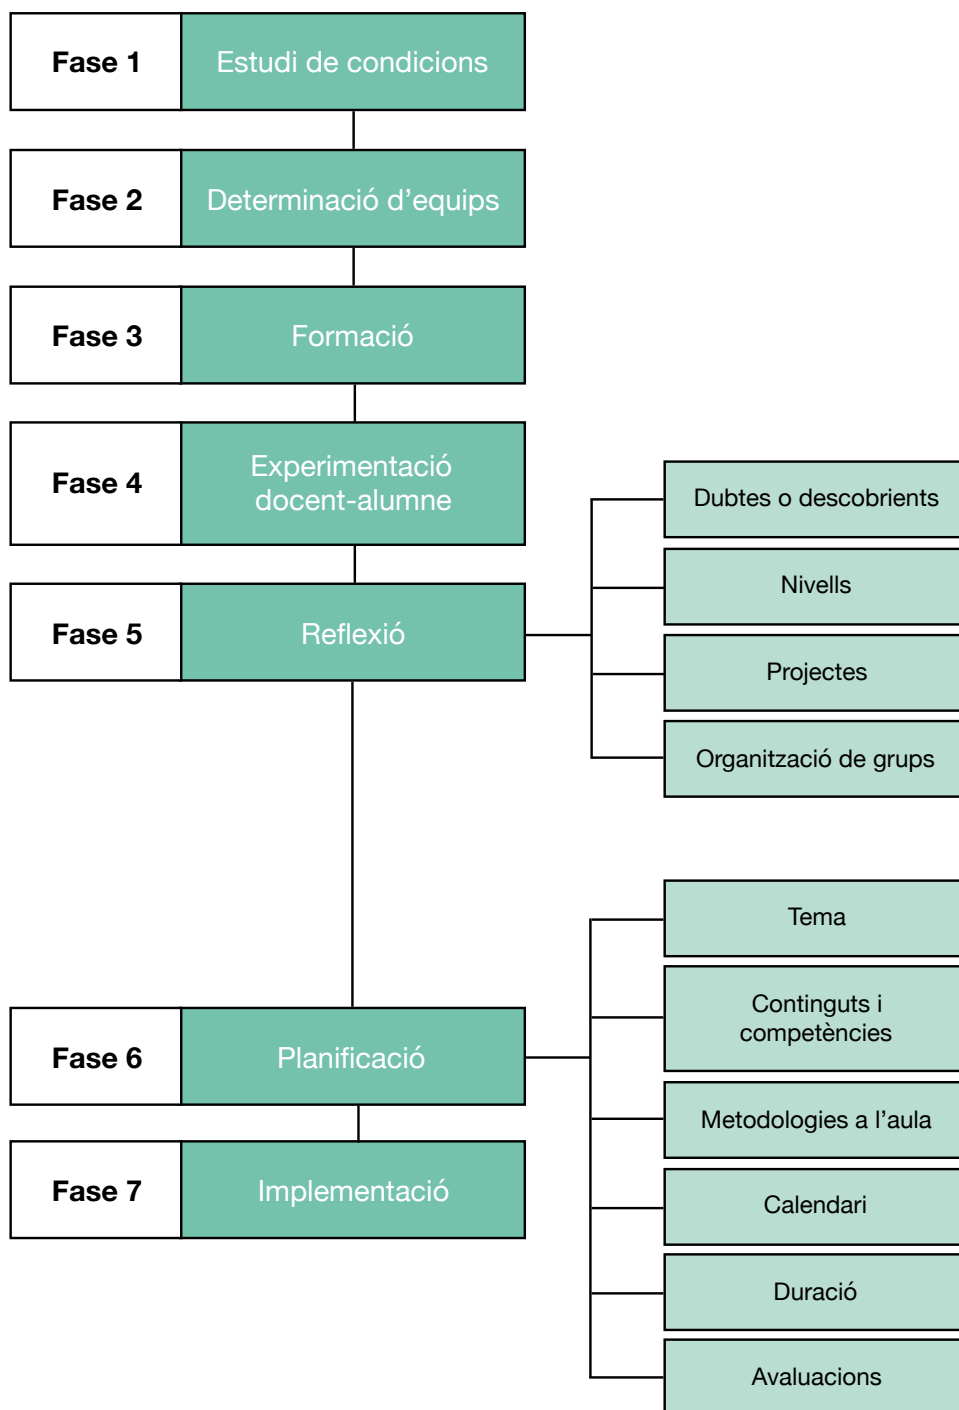 Fase 1
Estudi de condicions
Fase 2
Determinació d’equips
Fase 3
Formació
Fase 4
Experimentació
docent-alumne
Fase 5
Reflexió
Dubtes o descobrients
Nivells
Projectes
Organització de grups
Fase 6
Planificació
Tema
Continguts i
competències
Metodologies a l’aula
Calendari
Duració
Avaluacions
Fase 7
Implementació